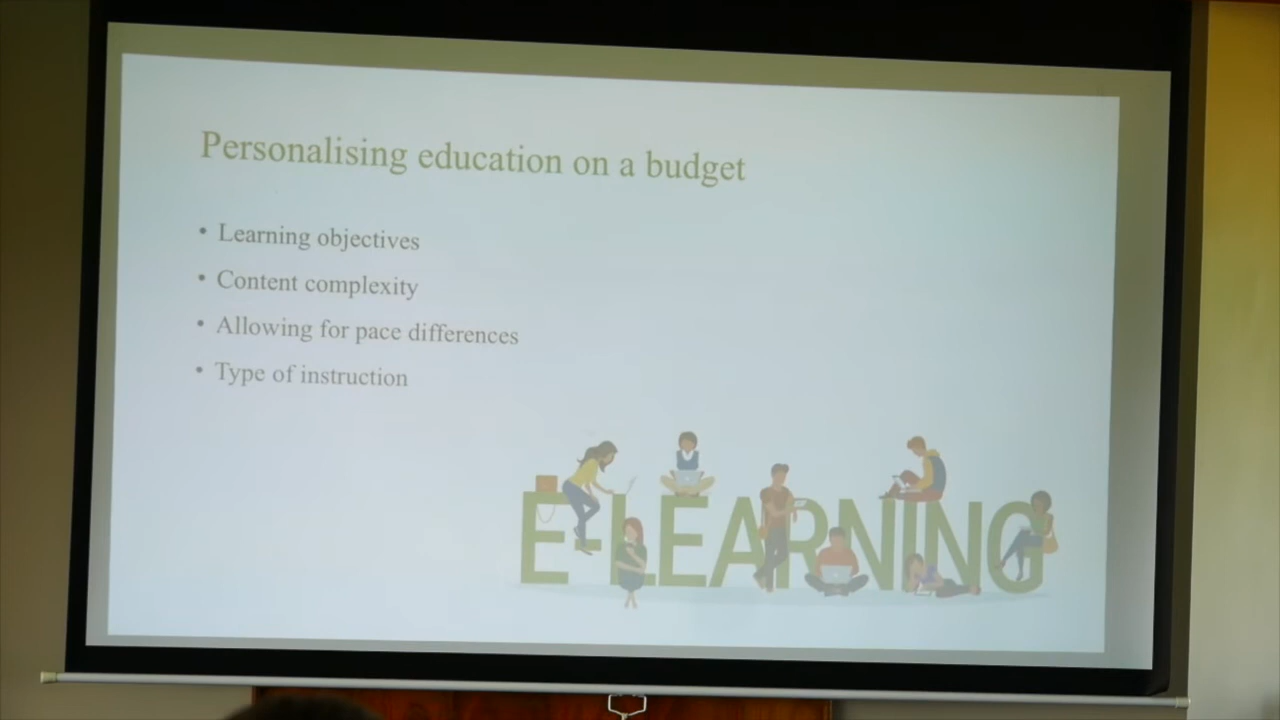 Personalising education on a budget
• Learning objectives
• Content complexity
• Allowing for pace differences
• Type of instruction
E-LEARNING